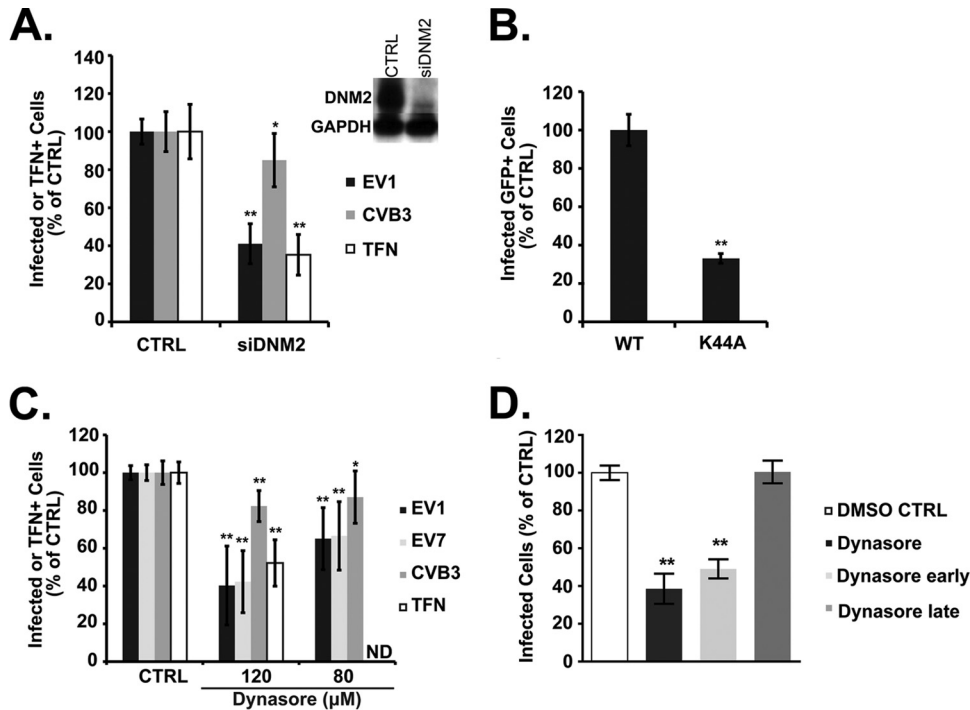 A.
Infected or TFN+ Cells
(% of CTRL)
140
120
100
80
60
40
20
0
CTRL
siDNM2
**
*
**
CTRL
siDNM2
DNM2
GAPDH
EV1
CVB3
TFN
B.
Infected GFP+ Cells
(% of CTRL)
120
100
80
60
40
20
0
**
WT
K44A
C.
Infected or TFN+ Cells
(% of CTRL)
120
100
80
60
40
20
0
** ** ** **
** ** *
ND
CTRL
120
80
Dynasore (µM)
EV1
EV7
CVB3
TFN
D.
Infected Cells (% of CTRL)
120
100
80
60
40
20
0
**
**
DMSO CTRL
Dynasore
Dynasore early
Dynasore late